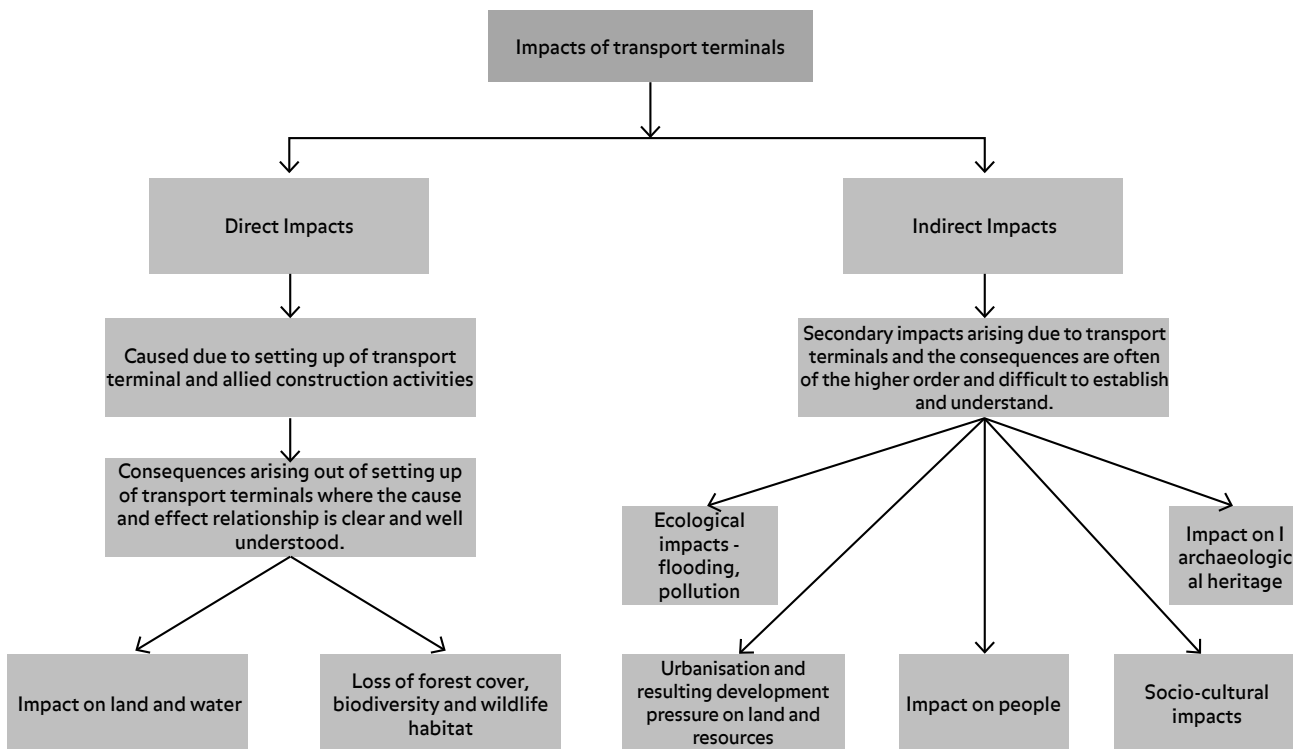 Impacts of transport terminals
Direct Impacts
Indirect Impacts
Caused due to setting up of transport
terminal and allied construction activities
Secondary impacts arising due to transport
terminals and the consequences are often
of the higher order and difficult to establish
and understand.
Consequences arising out of setting up
of transport terminals where the cause
and effect relationship is clear and well
understood.
Ecological
impacts -
flooding,
pollution
Impact on I
archaeologic
al heritage
Impact on land and water
Loss of forest cover,
biodiversity and wildlife
habitat
Urbanisation and
resulting development
pressure on land and
resources
Impact on people
Socio-cultural
impacts